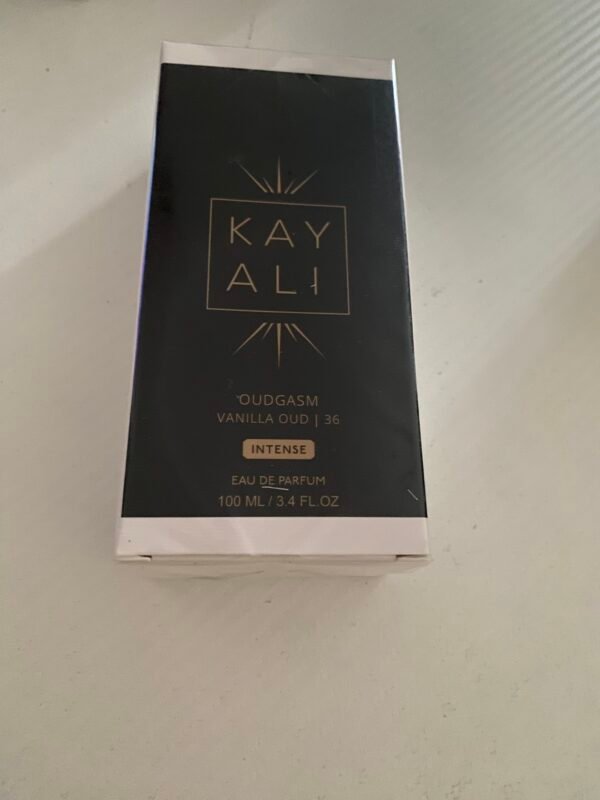 KAY
ALI
OUDGASM
VANILLA OUD | 36
INTENSE
EAU DE PARFUM
100 ML / 3.4 FL.OZ